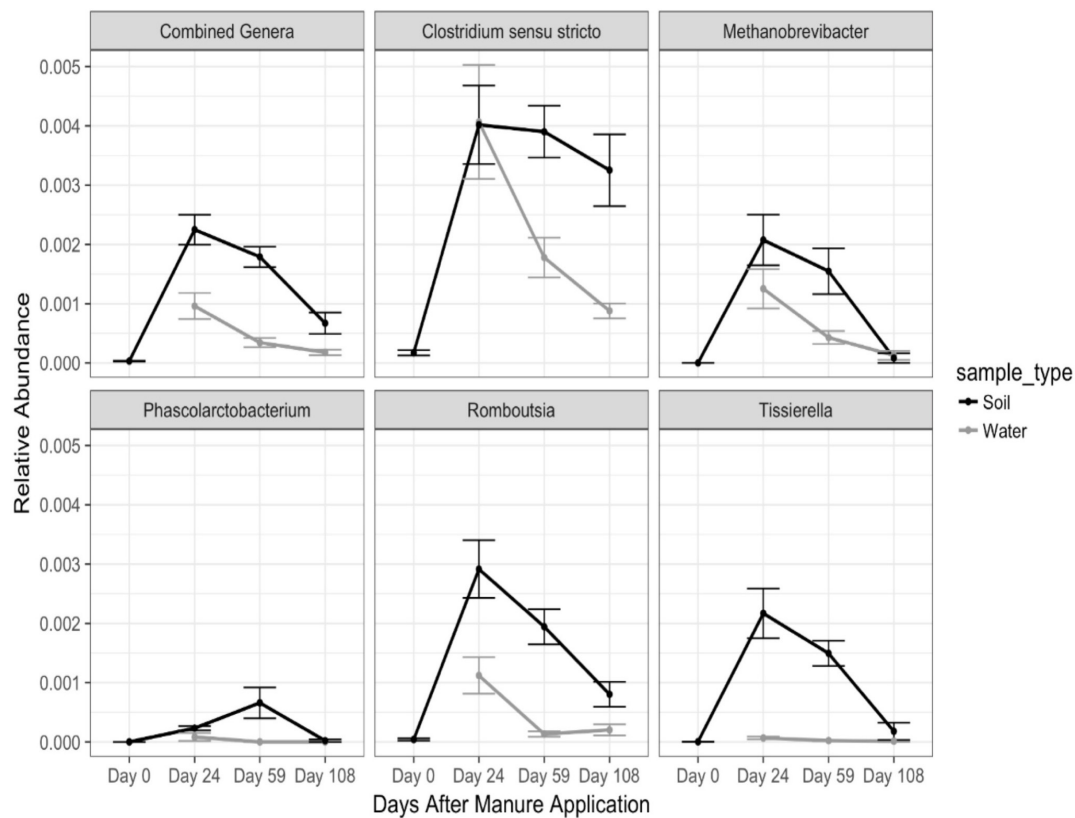 Combined Genera
Clostridium sensu stricto
Methanobrevibacter
0.005
0.004
0.003
0.002
0.001
0.000
Phascolarctobacterium
Romboutsia
Tissierella
0.005
0.004
0.003
0.002
0.001
0.000
Relative Abundance
Day 0 Day 24 Day 59 Day 108
Day 0 Day 24 Day 59 Day 108
Day 0 Day 24 Day 59 Day 108
Days After Manure Application
sample_type
Soil
Water